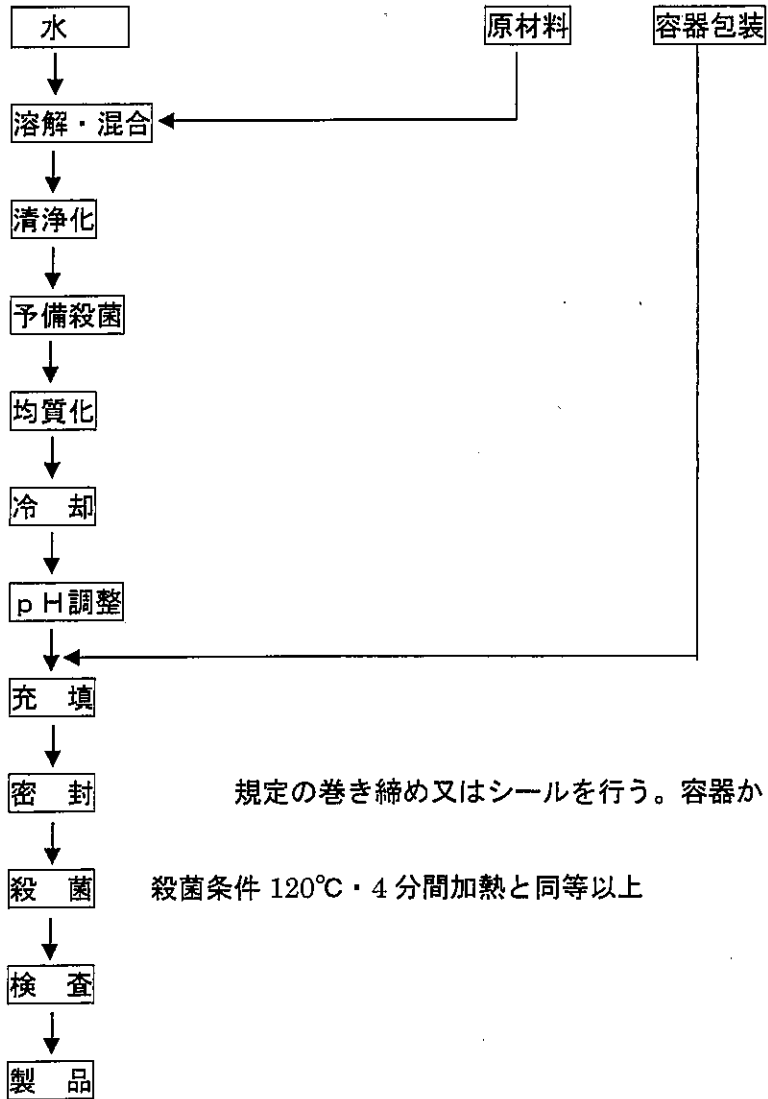 水
原材料
容器包装
溶解・混合
清浄化
予備殺菌
均質化
冷　却
ｐＨ調整
充　填
密　封
規定の巻き締め又はシールを行う。容器か
殺　菌
殺菌条件 120℃・4 分間加熱と同等以上
検　査
製　品